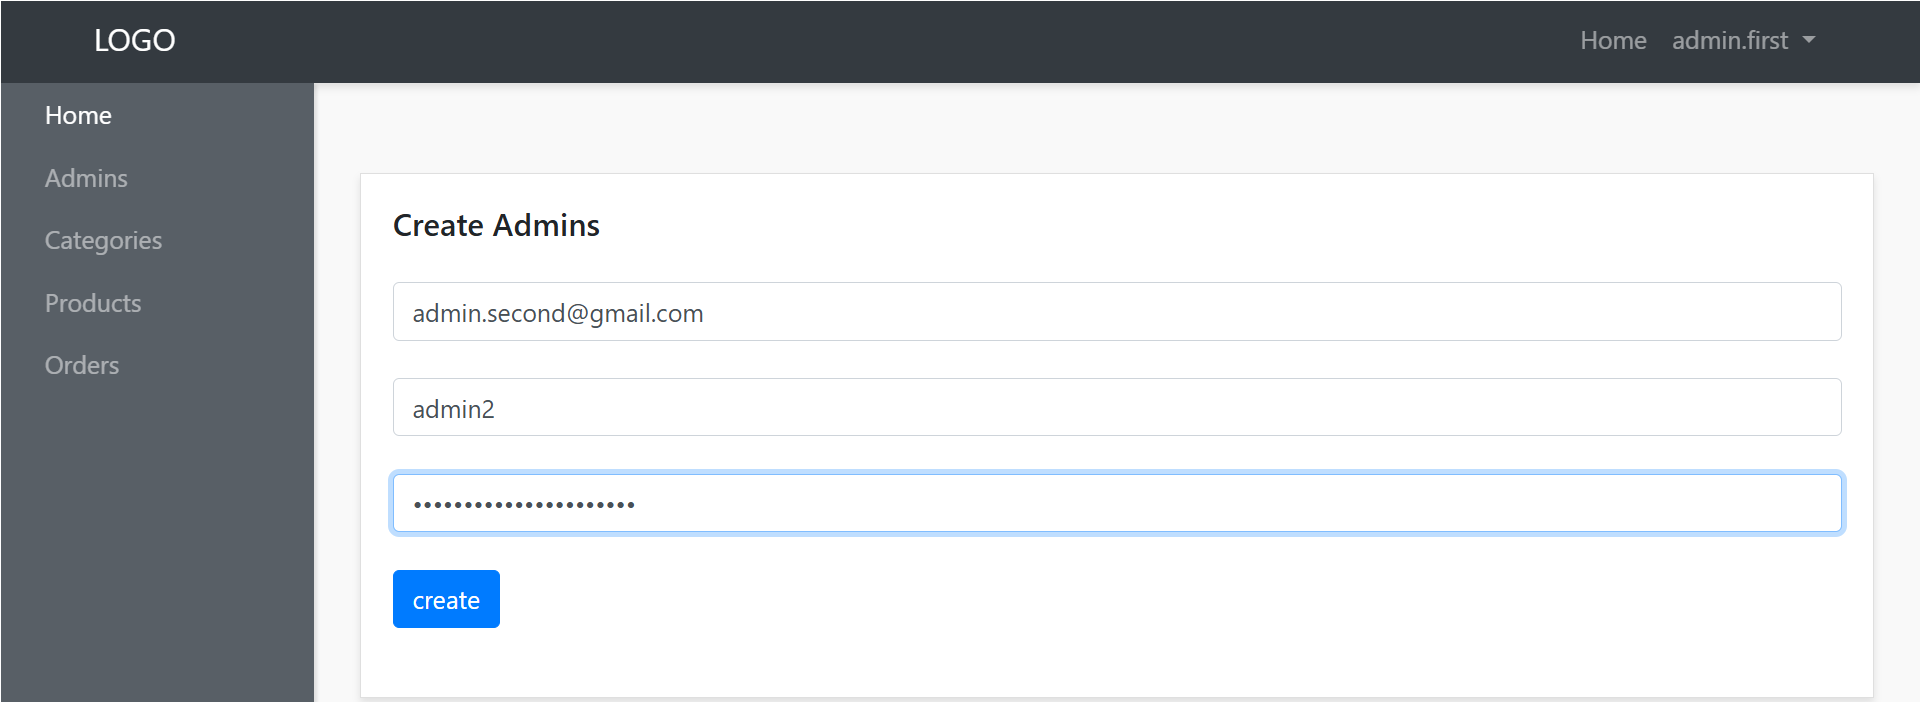 LOGO
Home admin.first
Home
Admins
Categories
Products
Orders
Create Admins
admin.second@gmail.com
admin2
••••••••••••••••••••••
create